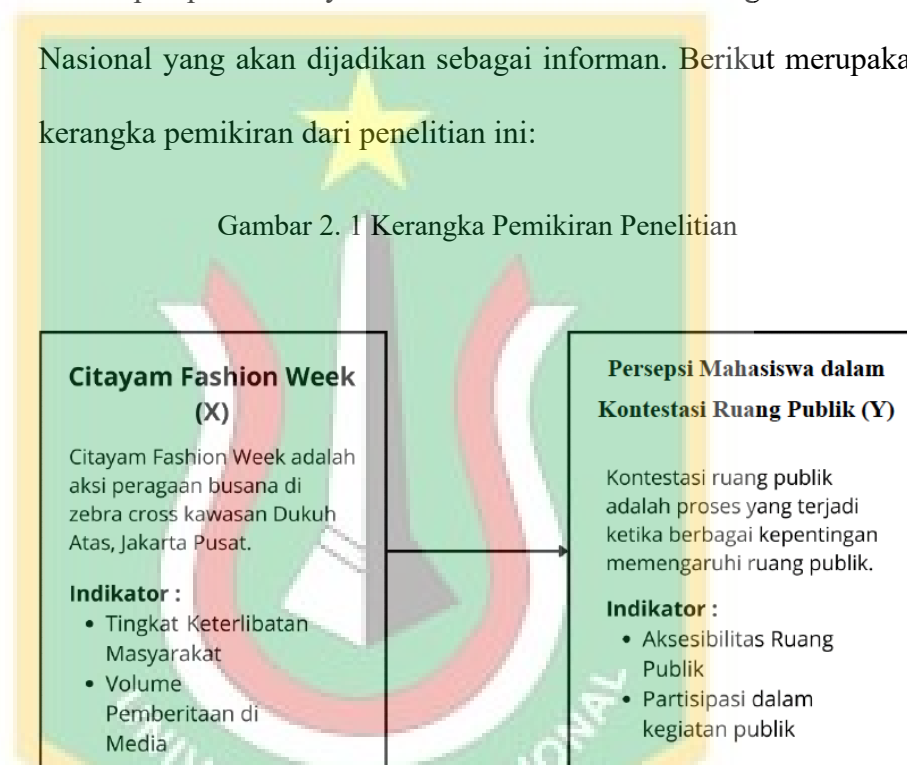 Nasional yang akan dijadikan sebagai informan. Berikut merupaka
kerangka pemikiran dari penelitian ini:
Gambar 2. 1 Kerangka Pemikiran Penelitian
Citayam Fashion Week
(X)
Citayam Fashion Week adalah
aksi peragaan busana di
zebra cross kawasan Dukuh
Atas, Jakarta Pusat.
Indikator :
• Tingkat Keterlibatan
Masyarakat
• Volume
Pemberitaan di
Media
Persepsi Mahasiswa dalam
Kontestasi Ruang Publik (Y)
Kontestasi ruang publik
adalah proses yang terjadi
ketika berbagai kepentingan
memengaruhi ruang publik.
Indikator :
• Aksesibilitas Ruang
Publik
• Partisipasi dalam
kegiatan publik